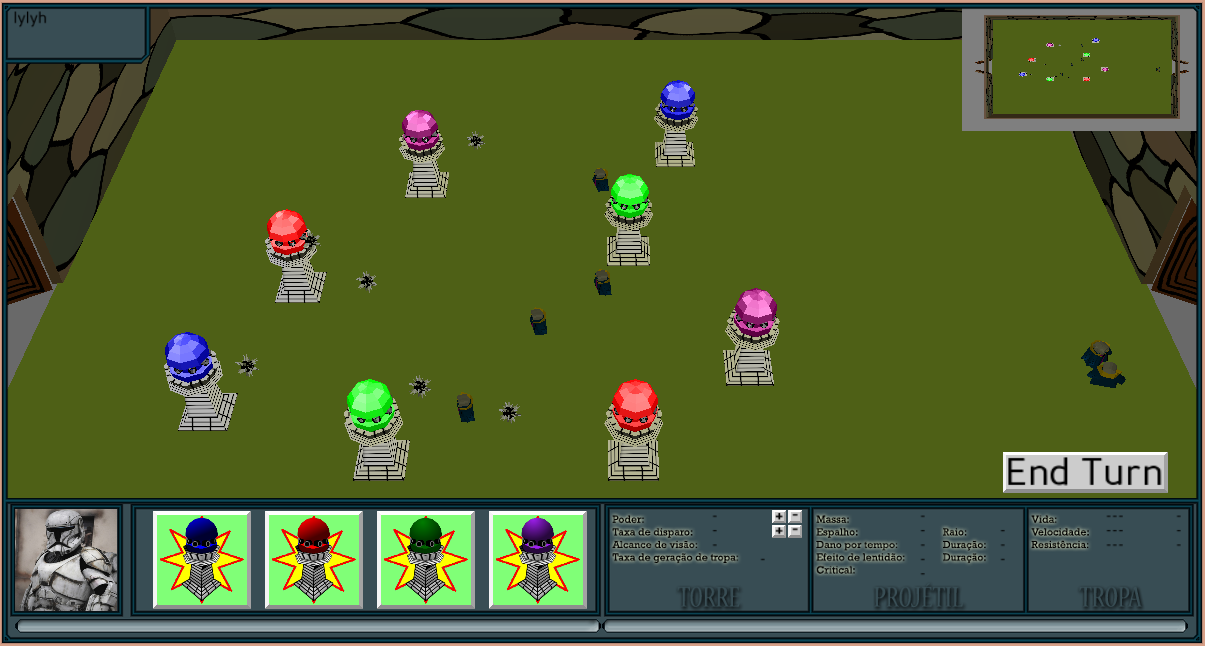 lylyh
End Turn
Poder: -
Taxa de disparo: -
Alcance de visão: -
Taxa de geração de tropa: -
+ -
+ -
TORRE
Massa: -
Espalho: - Raio: -
Dano por tempo: - Duração: -
Efeito de lentidão: - Duração: -
Critical: -
PROJÉTIL
Vida: --- -
Velocidade: --- -
Resistência: --- -
TROPA